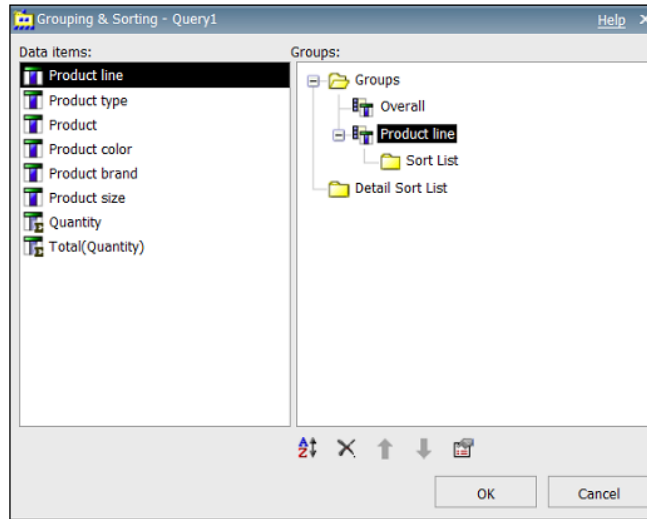 Grouping & Sorting - Query1
Help
Data items:
Product line
Product type
Product
Product color
Product brand
Product size
Quantity
Total(Quantity)
Groups:
Groups
Overall
Product line
Sort List
Detail Sort List
OK
Cancel